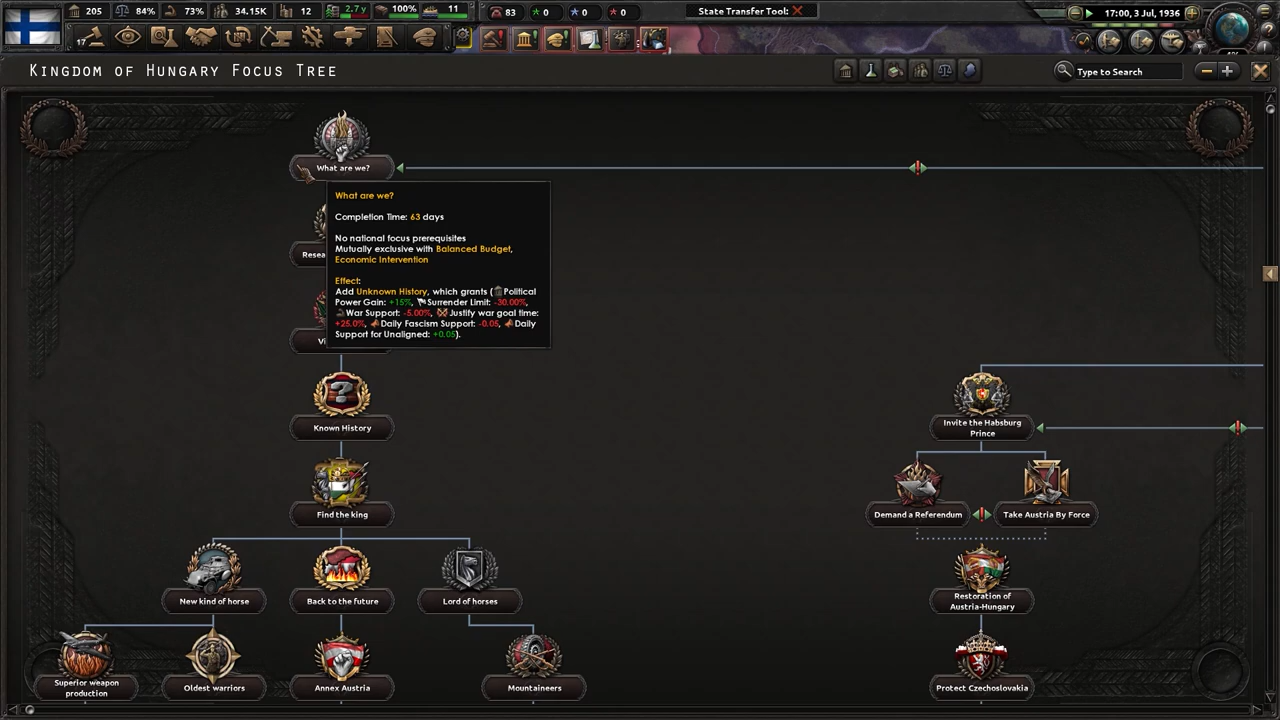 205
84%
73%
34.15K
12
2.7 y
100%
11
83
0
0
0
State Transfer Tool:
17:00, 3 Jul, 1936
17
KINGDOM OF HUNGARY FOCUS TREE
Type to Search
What are we?
What are we?
Completion Time: 63 days
No national focus prerequisites
Mutually exclusive with Balanced Budget,
Economic Intervention
Effect:
Add Unknown History, which grants (Political
Power Gain: +15%, Surrender Limit: -30.00%,
War Support: -5.00%, Justify war goal time:
+25.0%, Daily Fascism Support: -0.05, Daily
Support for Unaligned: +0.05).
Resea
Vi
Known History
Invite the Habsburg
Prince
Find the king
Demand a Referendum
Take Austria By Force
New kind of horse
Back to the future
Lord of horses
Restoration of
Austria-Hungary
Superior weapon
production
Oldest warriors
Annex Austria
Mountaineers
Protect Czechoslovakia